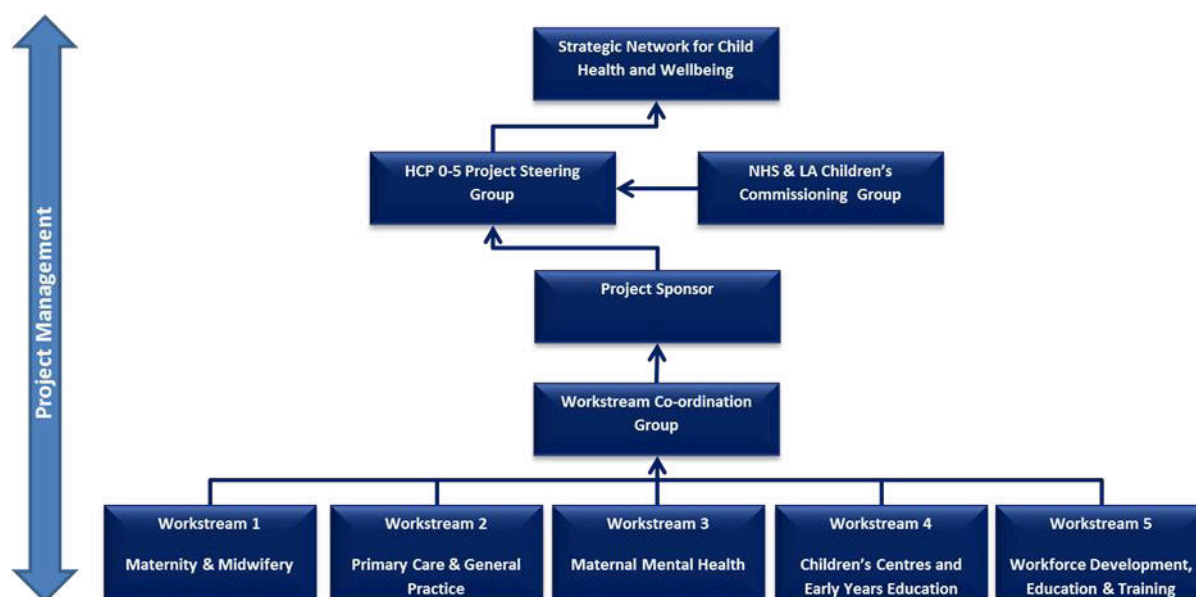 Strategic Network for Child
Health and Wellbeing
HCP 0-5 Project Steering
Group
NHS & LA Children's
Commissioning Group
Project Sponsor
Project Management
Workstream Co-ordination
Group
Workstream 1
Maternity & Midwifery
Workstream 2
Primary Care & General
Practice
Workstream 3
Maternal Mental Health
Workstream 4
Children's Centres and
Early Years Education
Workstream 5
Workforce Development,
Education & Training